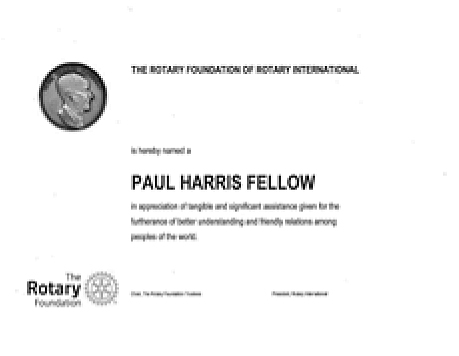 THE ROTARY FOUNDATION OF ROTARY INTERNATIONAL
is hereby named a
PAUL HARRIS FELLOW
in appreciation of tangible and significant assistance given for the
furtherance of better understanding and friendly relations among
peoples of the world.
The
Rotary
Foundation
Chair, The Rotary Foundation Trustees
President, Rotary International